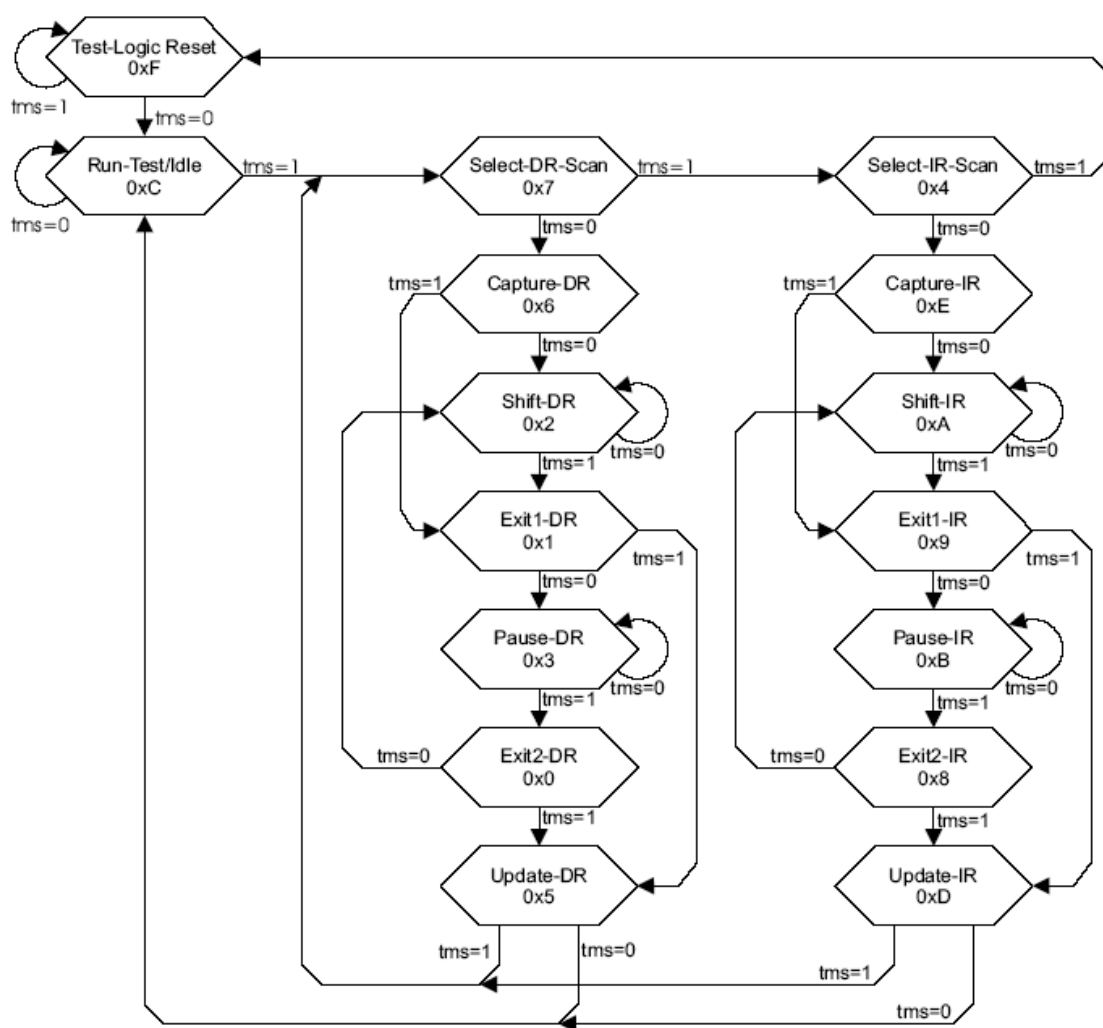 Test-Logic Reset
0xF
tms=1
tms=0
Run-Test/Idle
0xC
tms=0
tms=1
Select-DR-Scan
0x7
tms=1
Select-IR-Scan
0x4
tms=1
tms=0
tms=0
tms=1
Capture-DR
0x6
tms=1
Capture-IR
0xE
tms=0
tms=0
Shift-DR
0x2
tms=0
Shift-IR
0xA
tms=0
tms=1
tms=1
Exit1-DR
0x1
tms=1
Exit1-IR
0x9
tms=1
tms=0
tms=0
Pause-DR
0x3
tms=0
Pause-IR
0xB
tms=0
tms=1
tms=1
tms=0
Exit2-DR
0x0
tms=0
Exit2-IR
0x8
tms=1
tms=1
Update-DR
0x5
Update-IR
0xD
tms=1
tms=0
tms=1
tms=0